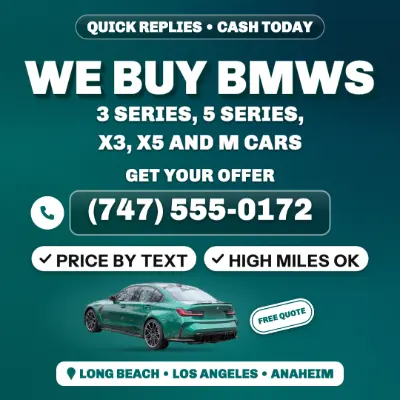 QUICK REPLIES • CASH TODAY
WE BUY BMWS
3 SERIES, 5 SERIES,
X3, X5 AND M CARS
GET YOUR OFFER
(747) 555-0172
PRICE BY TEXT
HIGH MILES OK
FREE QUOTE
LONG BEACH • LOS ANGELES • ANAHEIM